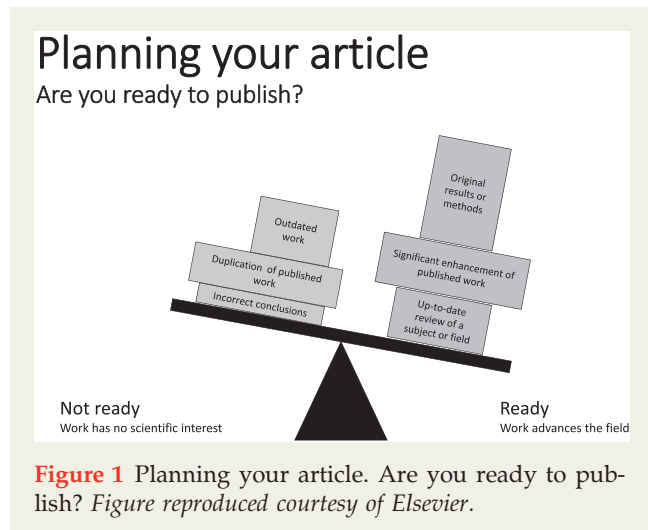 Planning your article
Are you ready to publish?
Outdated
work
Duplication of published
work
Incorrect conclusions
Original
results or
methods
Significant enhancement of
published work
Up-to-date
review of a
subject or field
Not ready
Work has no scientific interest
Ready
Work advances the field
Figure 1 Planning your article. Are you ready to pub-
lish? Figure reproduced courtesy of Elsevier.